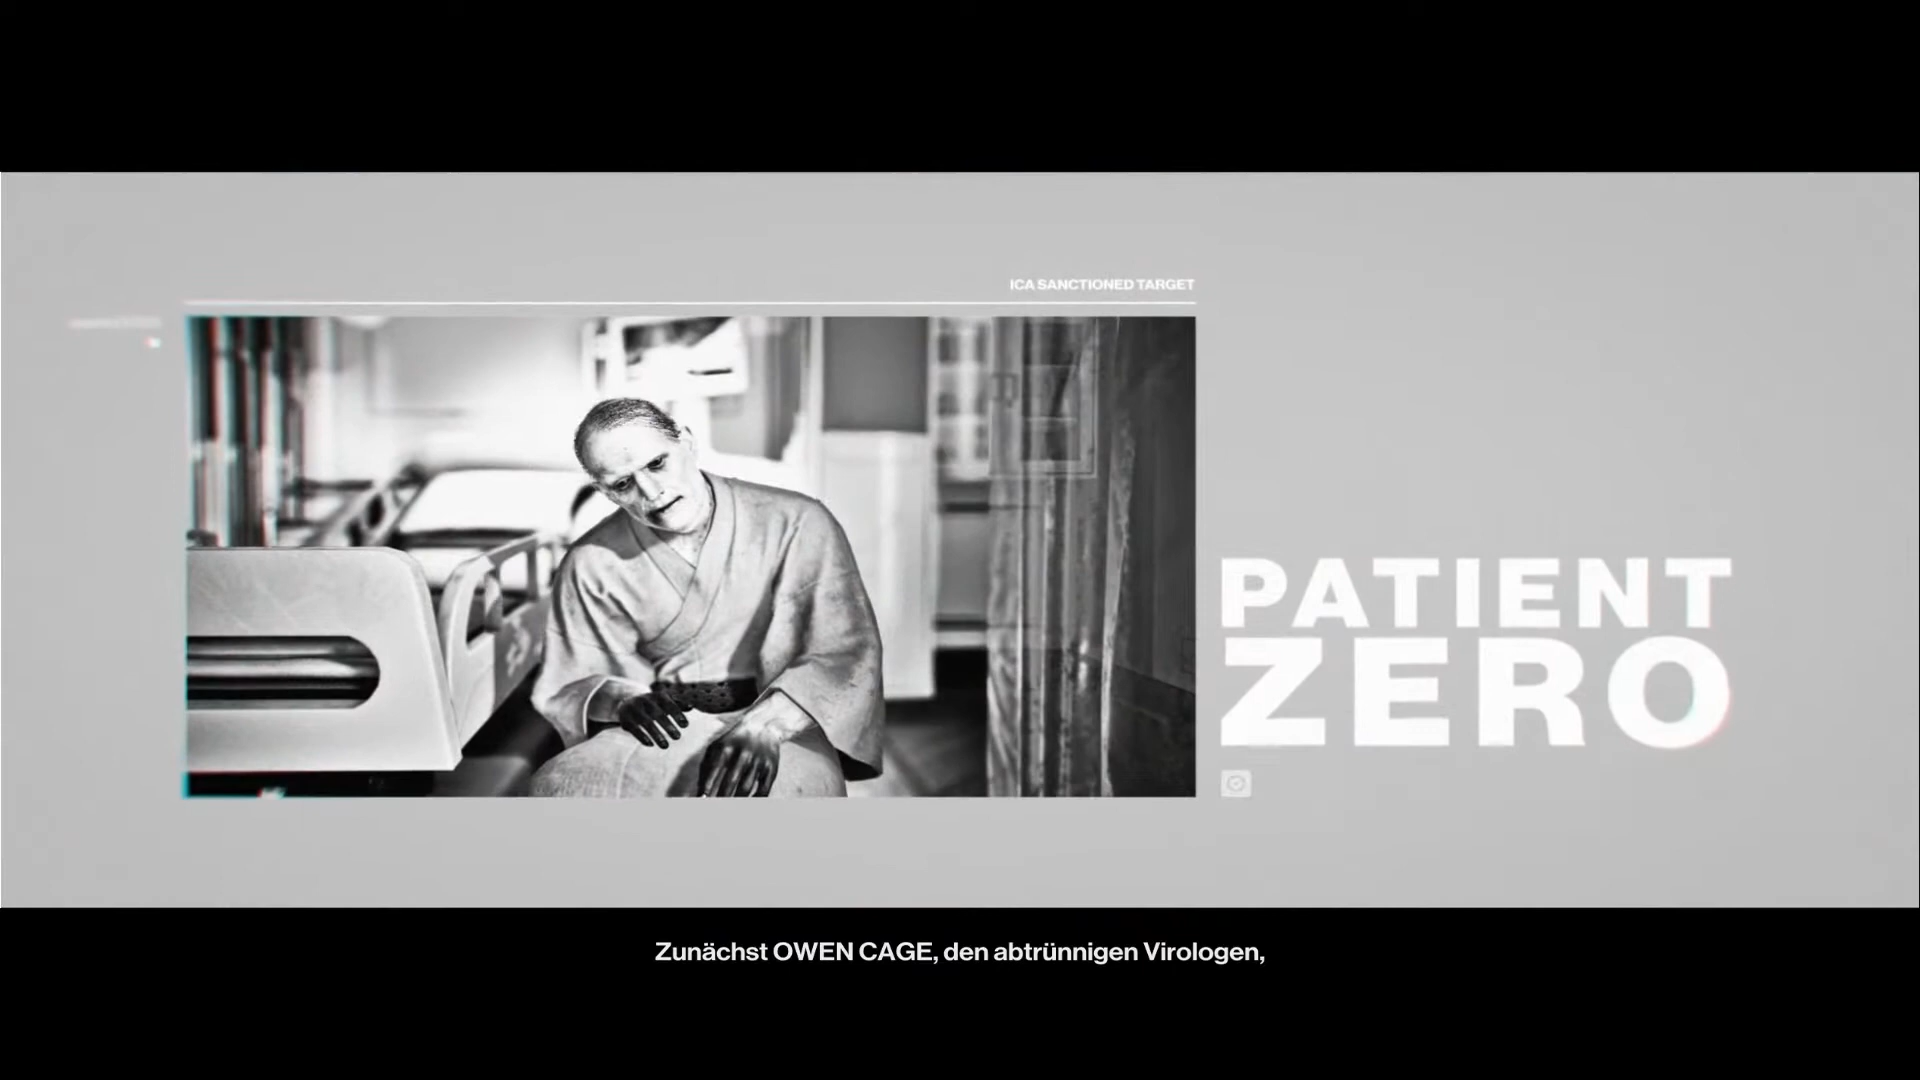 ICA SANCTIONED TARGET
PATIENT
ZERO
Zunächst OWEN CAGE, den abtrünnigen Virologen,